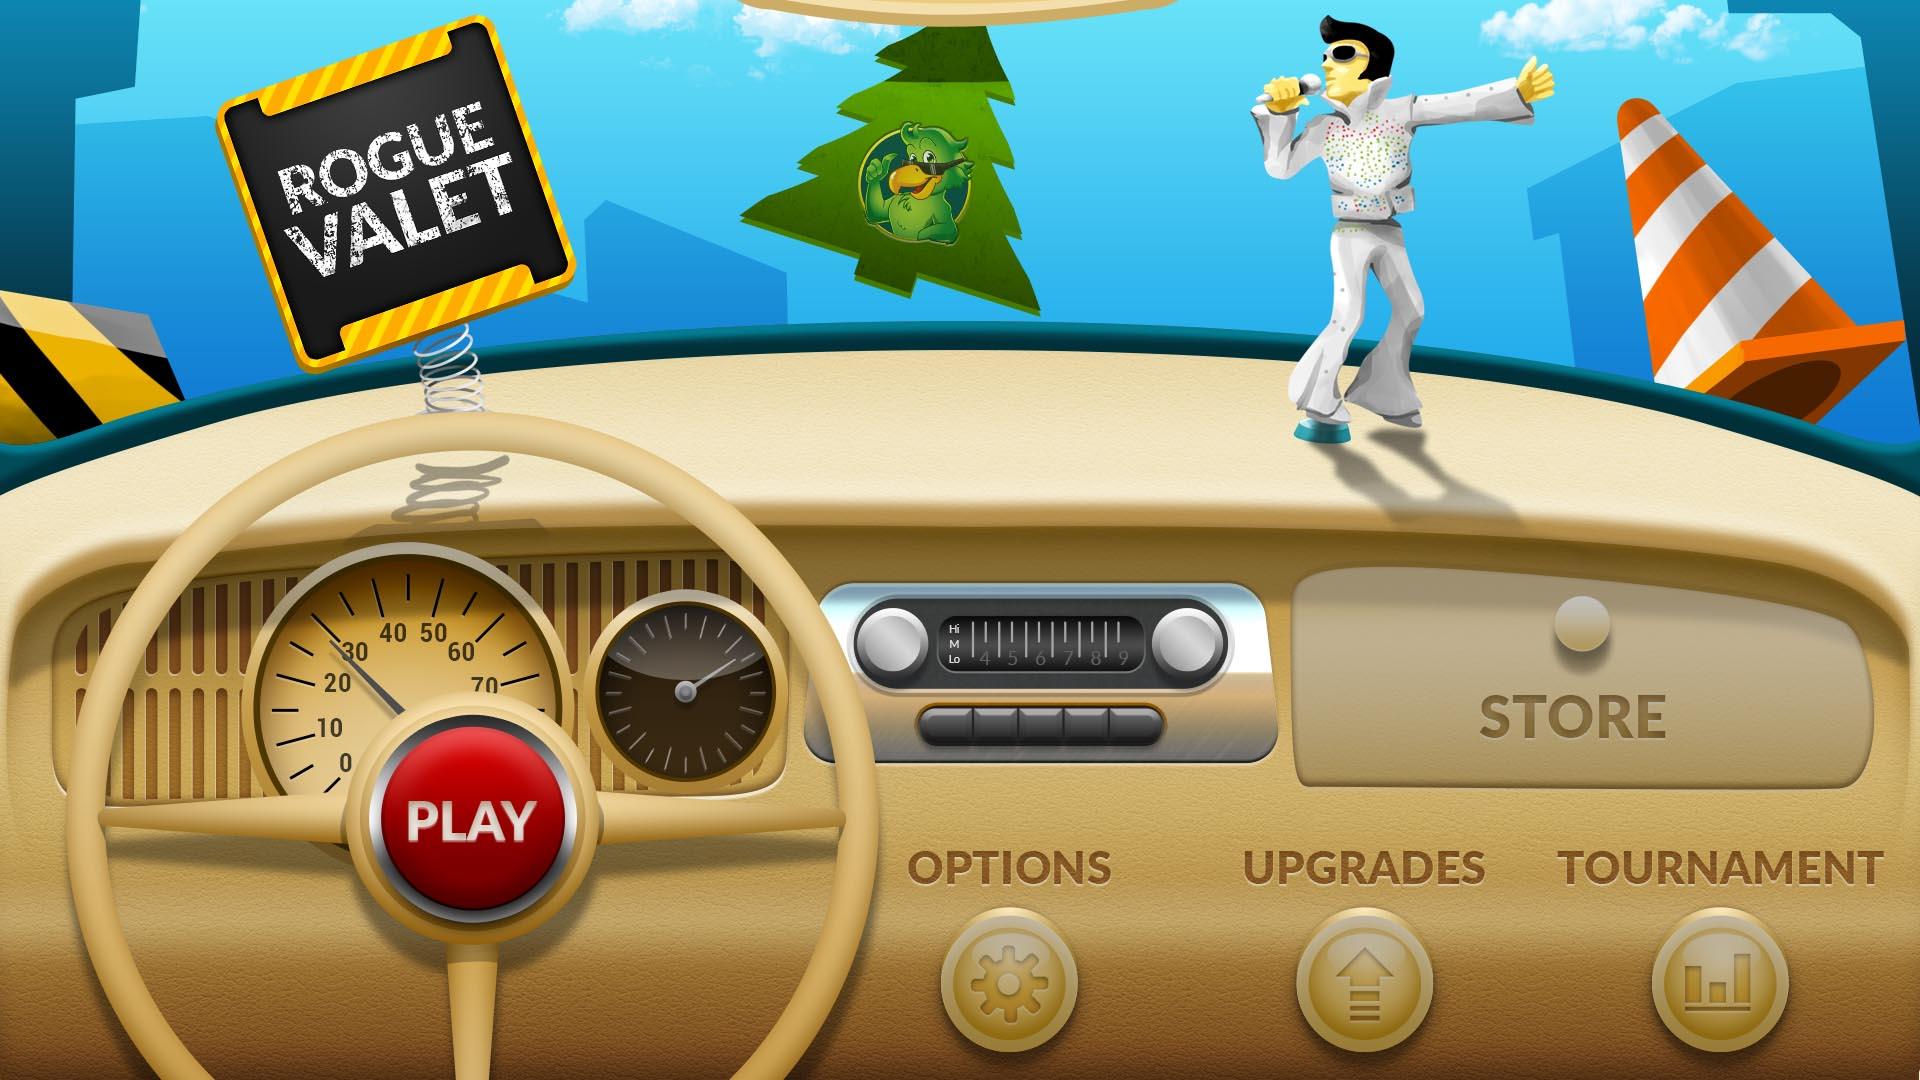 ROGUE
VALET
0
10
20
30
40
50
60
70
Hi
M
Lo
4 5 6 7 8 9
STORE
PLAY
OPTIONS
UPGRADES
TOURNAMENT